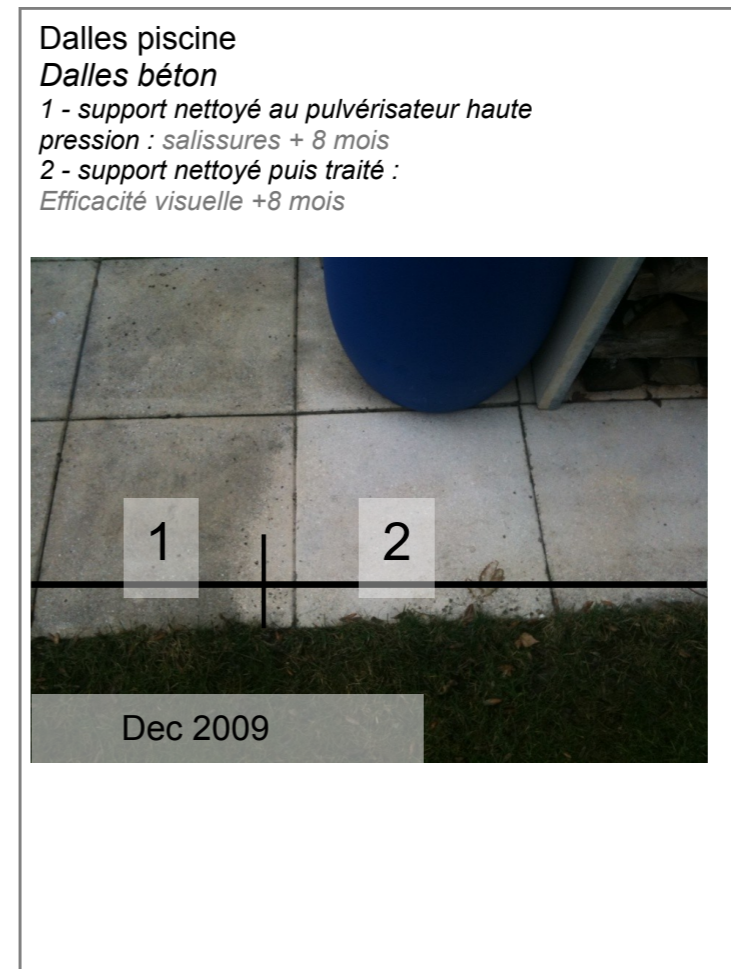 Dalles piscine
Dalles béton
1 - support nettoyé au pulvérisateur haute
pression : salissures + 8 mois
2 - support nettoyé puis traité :
Efficacité visuelle +8 mois
1
2
Dec 2009